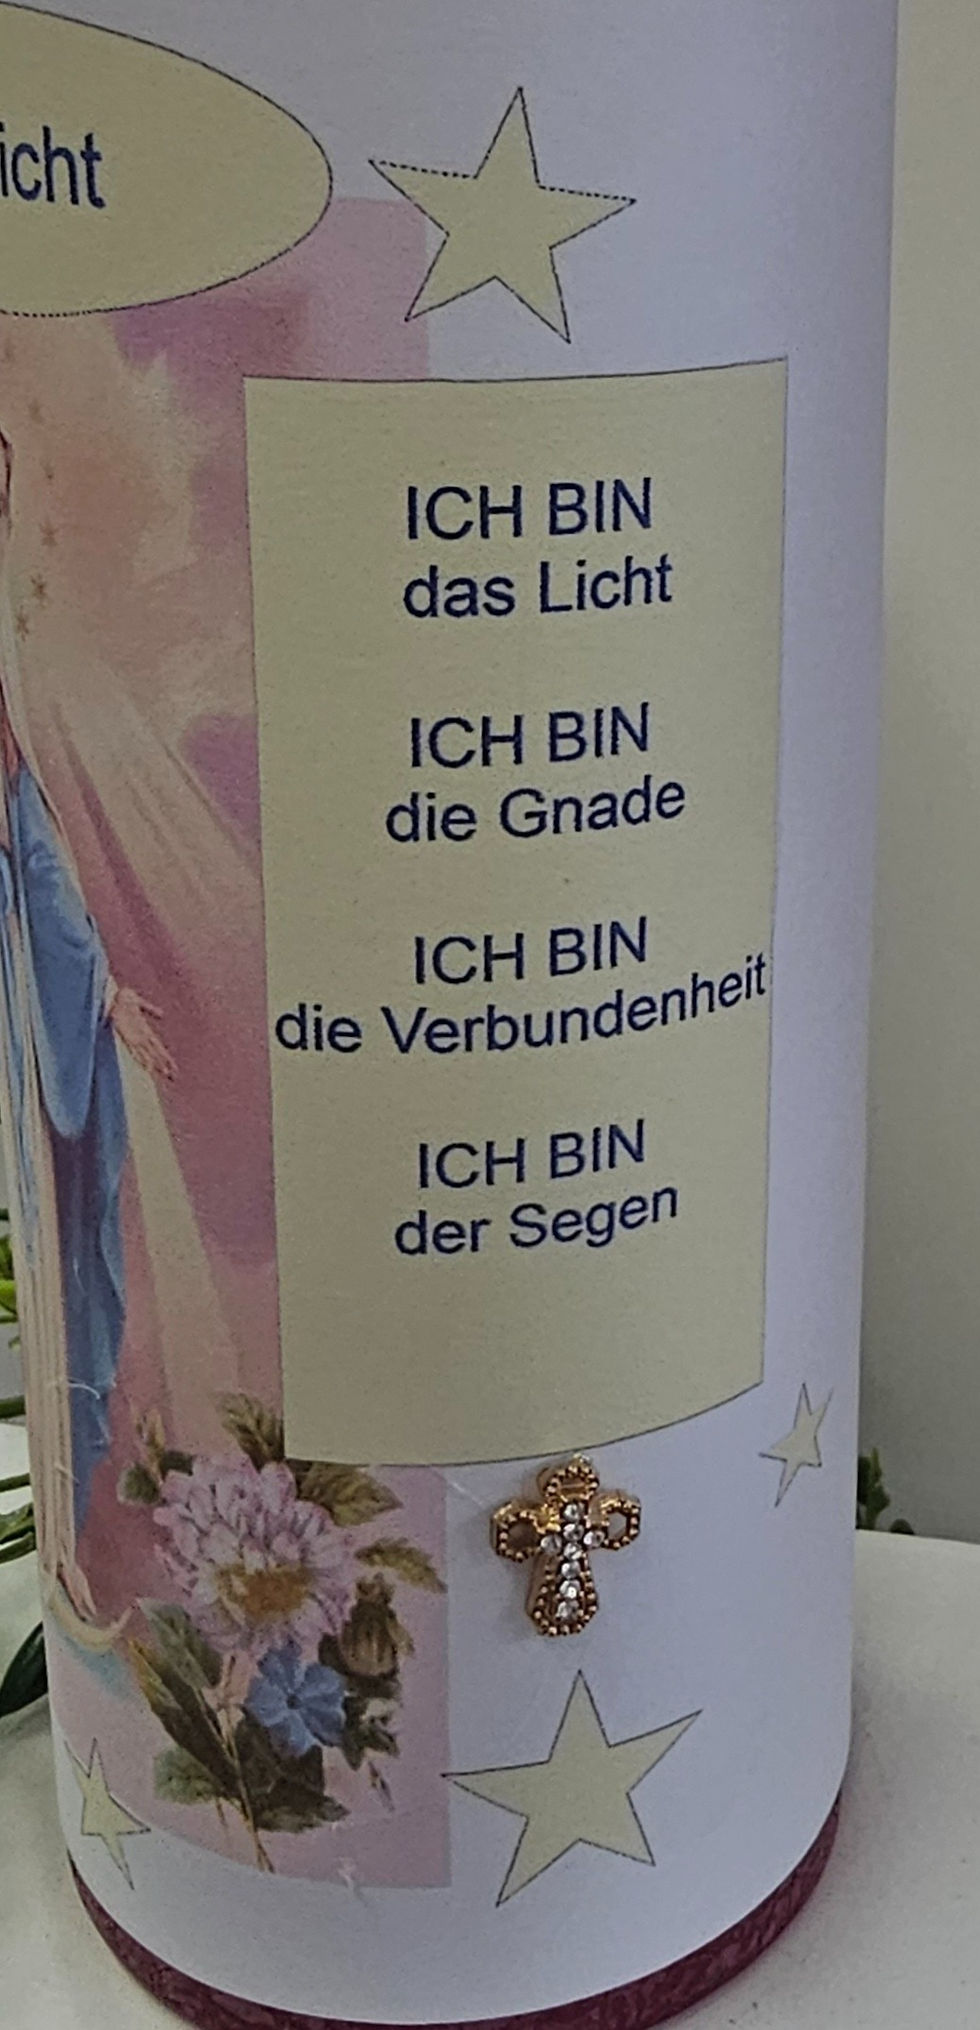 icht
ICH BIN
das Licht
ICH BIN
die Gnade
ICH BIN
die Verbundenheit
ICH BIN
der Segen